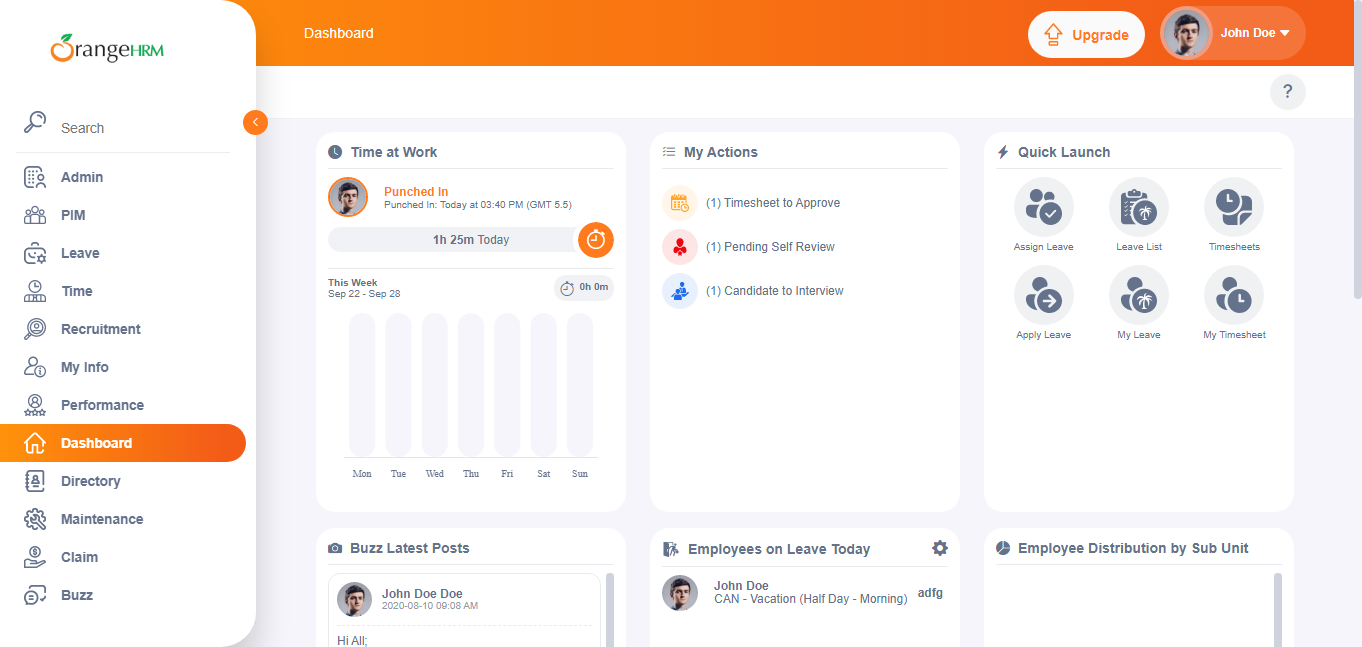 OrangeHRM
Search
Admin
PIM
Leave
Time
Recruitment
My Info
Performance
Dashboard
Directory
Maintenance
Claim
Buzz
Dashboard
Upgrade
John Doe
?
Time at Work
Punched In
Punched In: Today at 03:40 PM (GMT 5.5)
1h 25m Today
This Week
Sep 22 - Sep 28
0h 0m
Mon Tue Wed Thu Fri Sat Sun
My Actions
(1) Timesheet to Approve
(1) Pending Self Review
(1) Candidate to Interview
Quick Launch
Assign Leave
Leave List
Timesheets
Apply Leave
My Leave
My Timesheet
Buzz Latest Posts
John Doe Doe
2020-08-10 09:08 AM
Hi All;
Employees on Leave Today
John Doe
CAN - Vacation (Half Day - Morning)
adfg
Employee Distribution by Sub Unit